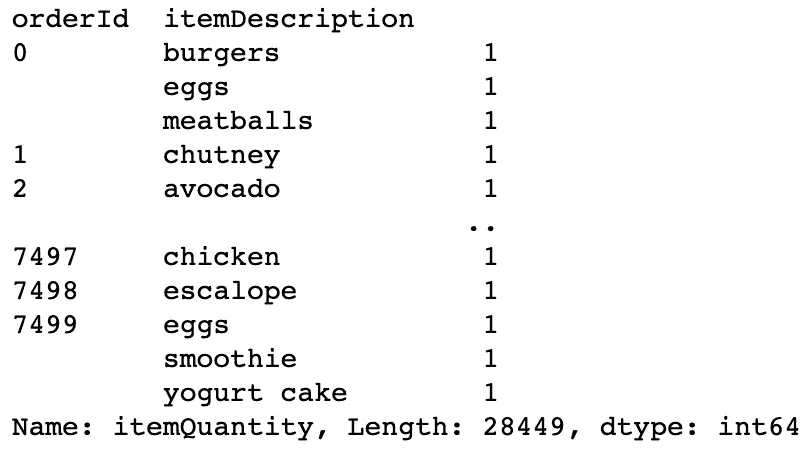 orderId  itemDescription
0        burgers            1
         eggs               1
         meatballs          1
1        chutney            1
2        avocado            1
                           ..
7497     chicken            1
7498     escalope           1
7499     eggs               1
         smoothie           1
         yogurt cake        1
Name: itemQuantity, Length: 28449, dtype: int64